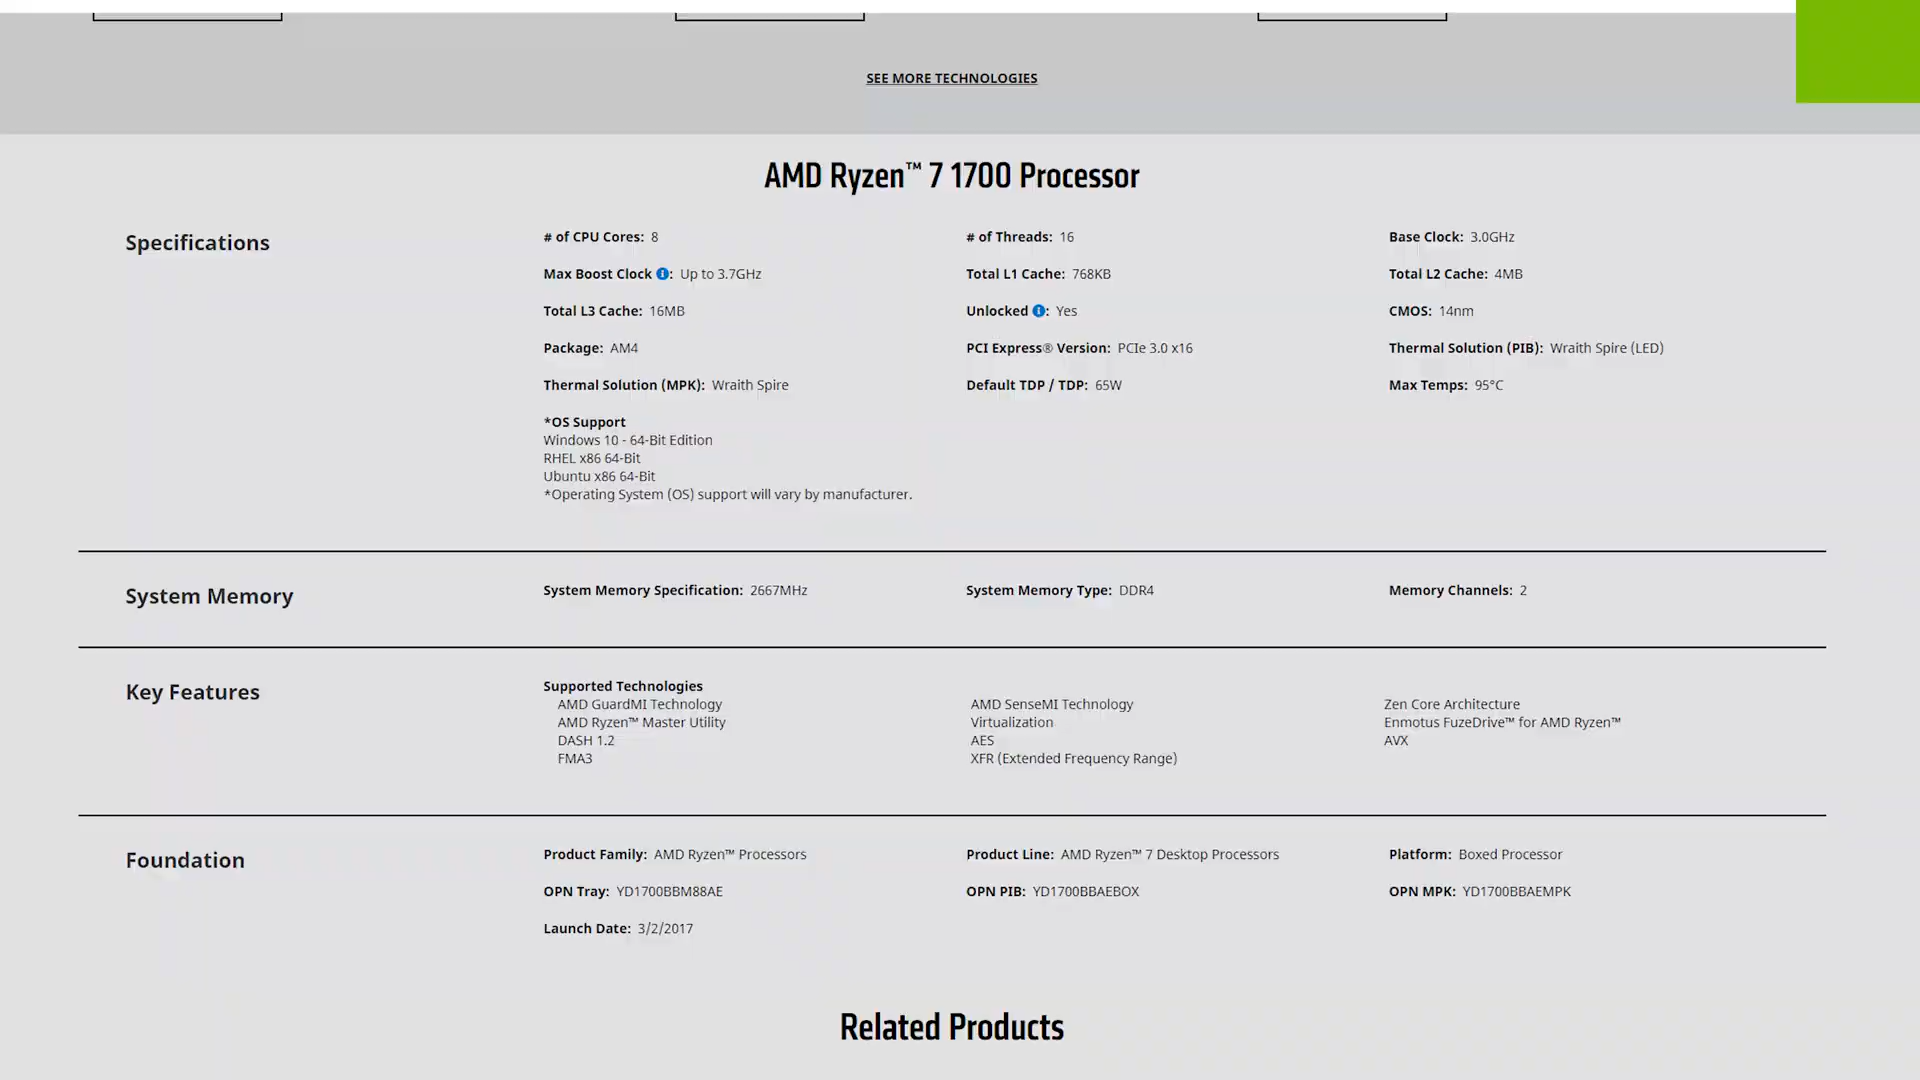 SEE MORE TECHNOLOGIES
AMD Ryzen™ 7 1700 Processor
Specifications
# of CPU Cores: 8
# of Threads: 16
Base Clock: 3.0GHz
Max Boost Clock : Up to 3.7GHz
Total L1 Cache: 768KB
Total L2 Cache: 4MB
Total L3 Cache: 16MB
Unlocked : Yes
CMOS: 14nm
Package: AM4
PCI Express® Version: PCIe 3.0 x16
Thermal Solution (PIB): Wraith Spire (LED)
Thermal Solution (MPK): Wraith Spire
Default TDP / TDP: 65W
Max Temps: 95°C
*OS Support
Windows 10 - 64-Bit Edition
RHEL x86 64-Bit
Ubuntu x86 64-Bit
*Operating System (OS) support will vary by manufacturer.
System Memory
System Memory Specification: 2667MHz
System Memory Type: DDR4
Memory Channels: 2
Key Features
Supported Technologies
AMD GuardMI Technology
AMD Ryzen™ Master Utility
DASH 1.2
FMA3
AMD SenseMI Technology
Virtualization
AES
XFR (Extended Frequency Range)
Zen Core Architecture
Enmotus FuzeDrive™ for AMD Ryzen™
AVX
Foundation
Product Family: AMD Ryzen™ Processors
Product Line: AMD Ryzen™ 7 Desktop Processors
Platform: Boxed Processor
OPN Tray: YD1700BBM88AE
OPN PIB: YD1700BBAEBOX
OPN MPK: YD1700BBAEMPK
Launch Date: 3/2/2017
Related Products